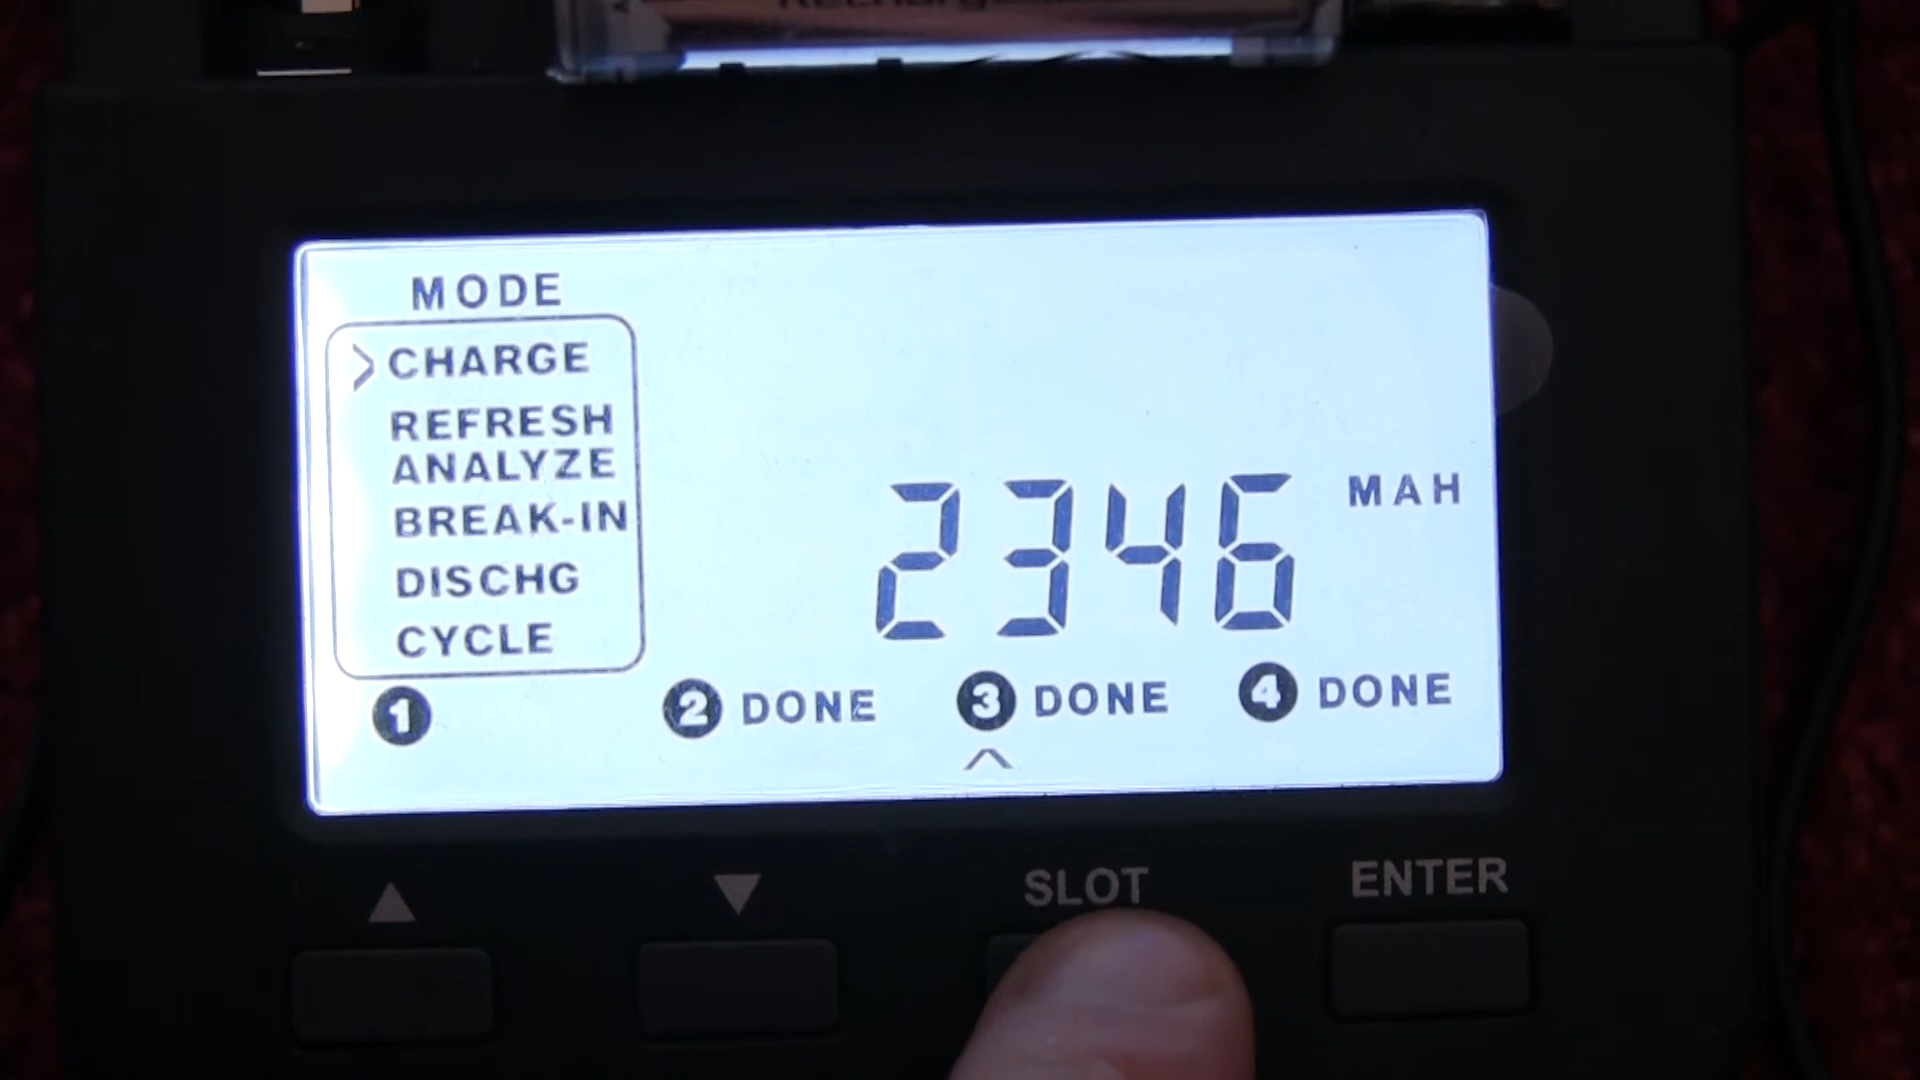 MODE
> CHARGE
REFRESH
ANALYZE
BREAK-IN
DISCHG
CYCLE
2346 MAH
1 2 DONE 3 DONE 4 DONE
^
▲ ▼ SLOT ENTER